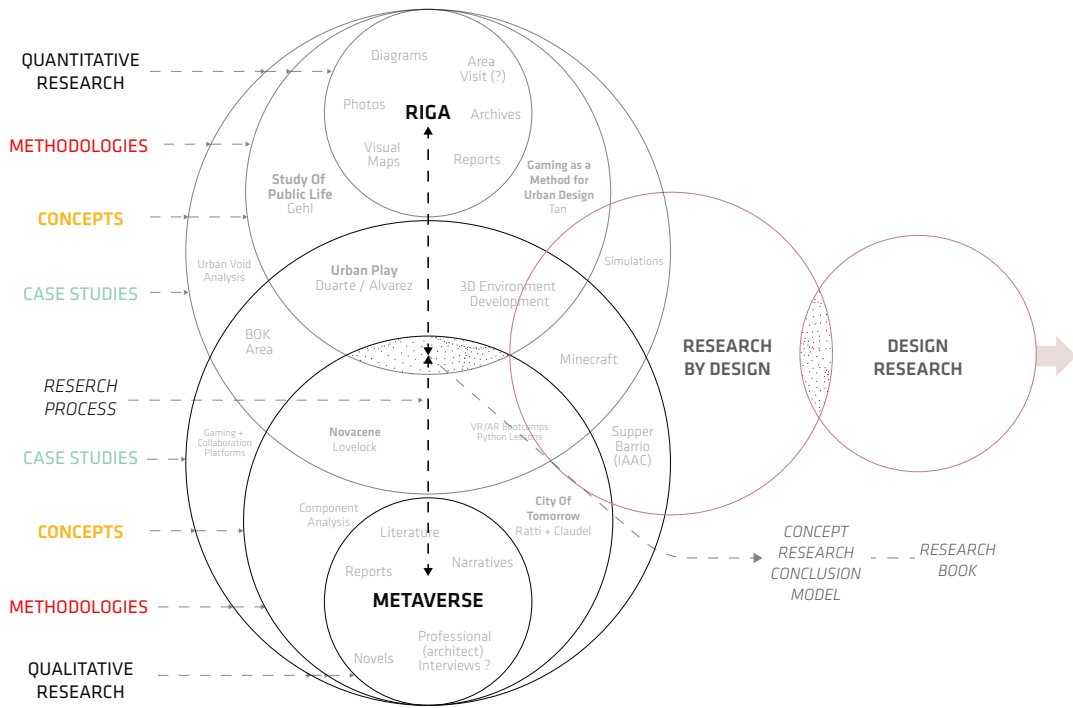 QUANTITATIVE
RESEARCH
METHODOLOGIES
CONCEPTS
CASE STUDIES
RESERCH
PROCESS
CASE STUDIES
CONCEPTS
METHODOLOGIES
QUALITATIVE
RESEARCH
Diagrams
Area
Visit (?)
Photos
RIGA
Archives
Visual
Maps
Reports
Study Of
Public Life
Gehl
Gaming as a
Method for
Urban Design
Tan
Urban Void
Analysis
Urban Play
Duarte / Alvarez
3D Environment
Development
Simulations
BOK
Area
Minecraft
Gaming +
Collaboration
Platforms
Novacene
Lovelock
VR/AR Bootcamps
Python Lessons
Supper
Barrio
(IAAC)
Component
Analysis
Literature
City Of
Tomorrow
Ratti + Claudel
Reports
Narratives
METAVERSE
Novels
Professional
(architect)
Interviews ?
RESEARCH
BY DESIGN
DESIGN
RESEARCH
CONCEPT
RESEARCH
CONCLUSION
MODEL
RESEARCH
BOOK